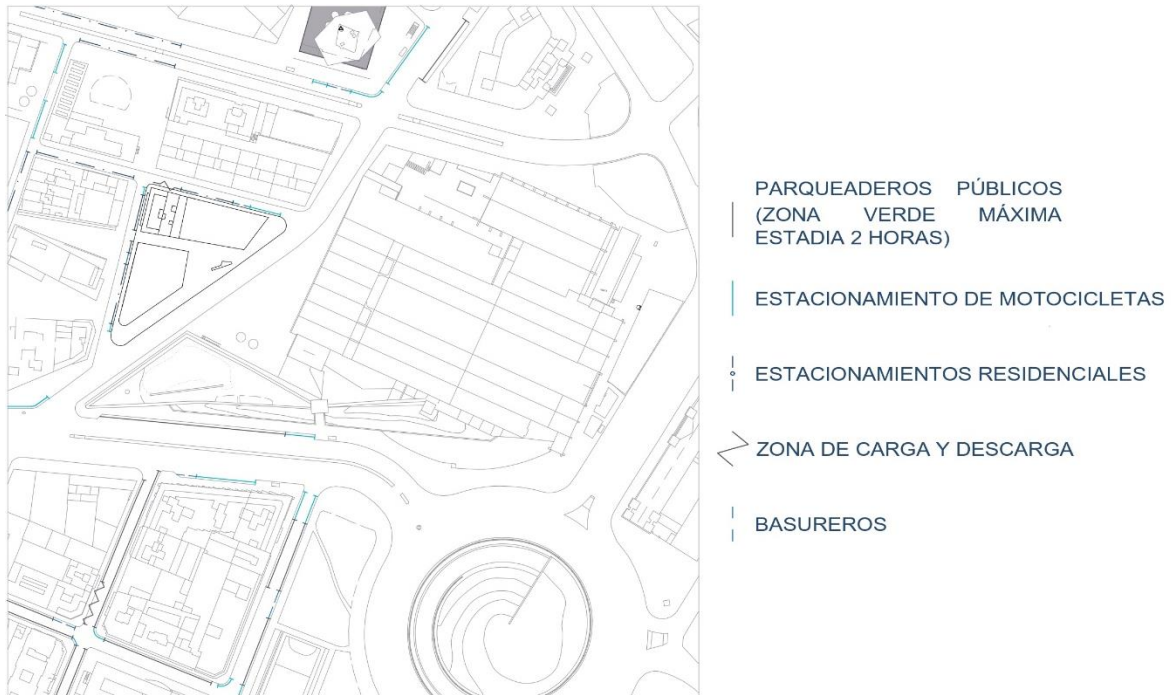 PARQUEADEROS PÚBLICOS
(ZONA VERDE MÁXIMA
ESTADIA 2 HORAS)
ESTACIONAMIENTO DE MOTOCICLETAS
ESTACIONAMIENTOS RESIDENCIALES
ZONA DE CARGA Y DESCARGA
BASUREROS